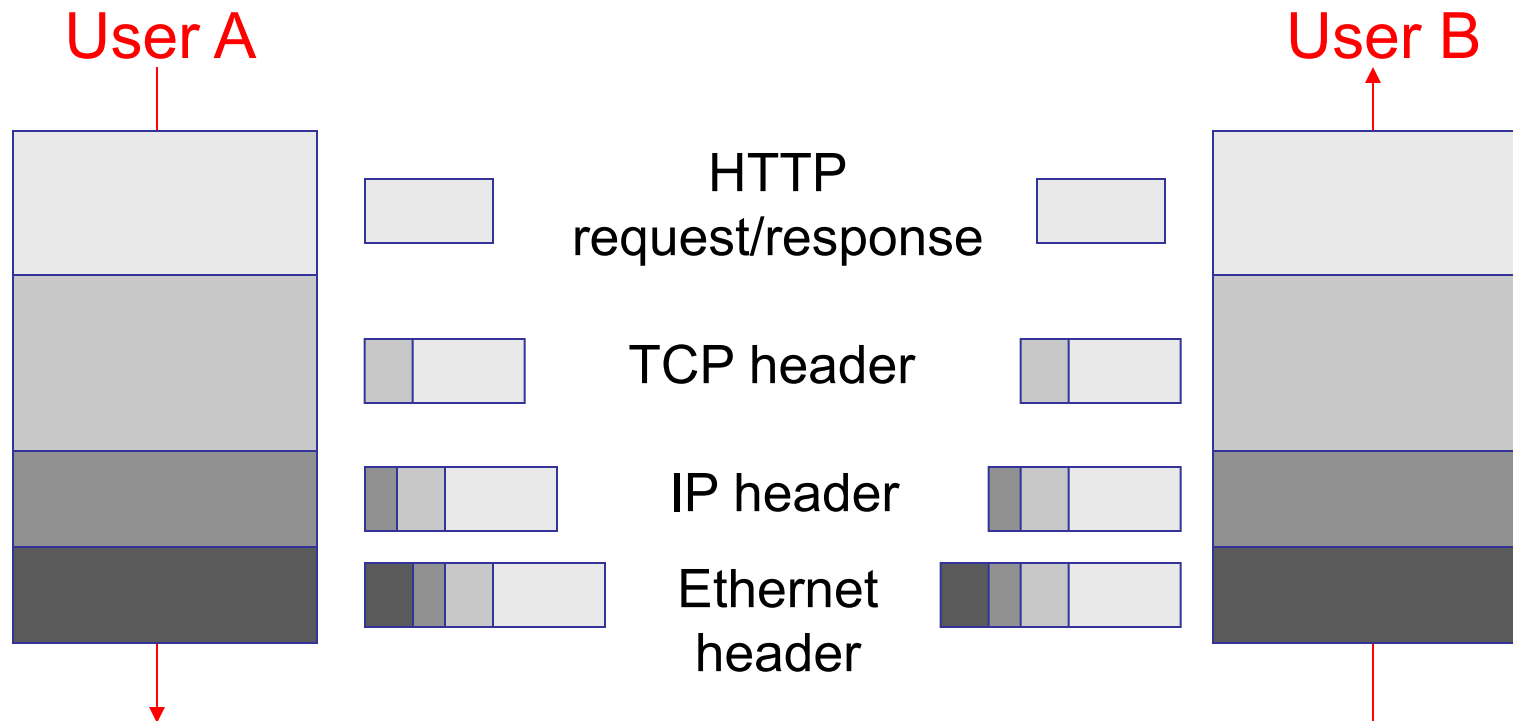 User A
User B
HTTP
request/response
TCP header
IP header
Ethernet
header